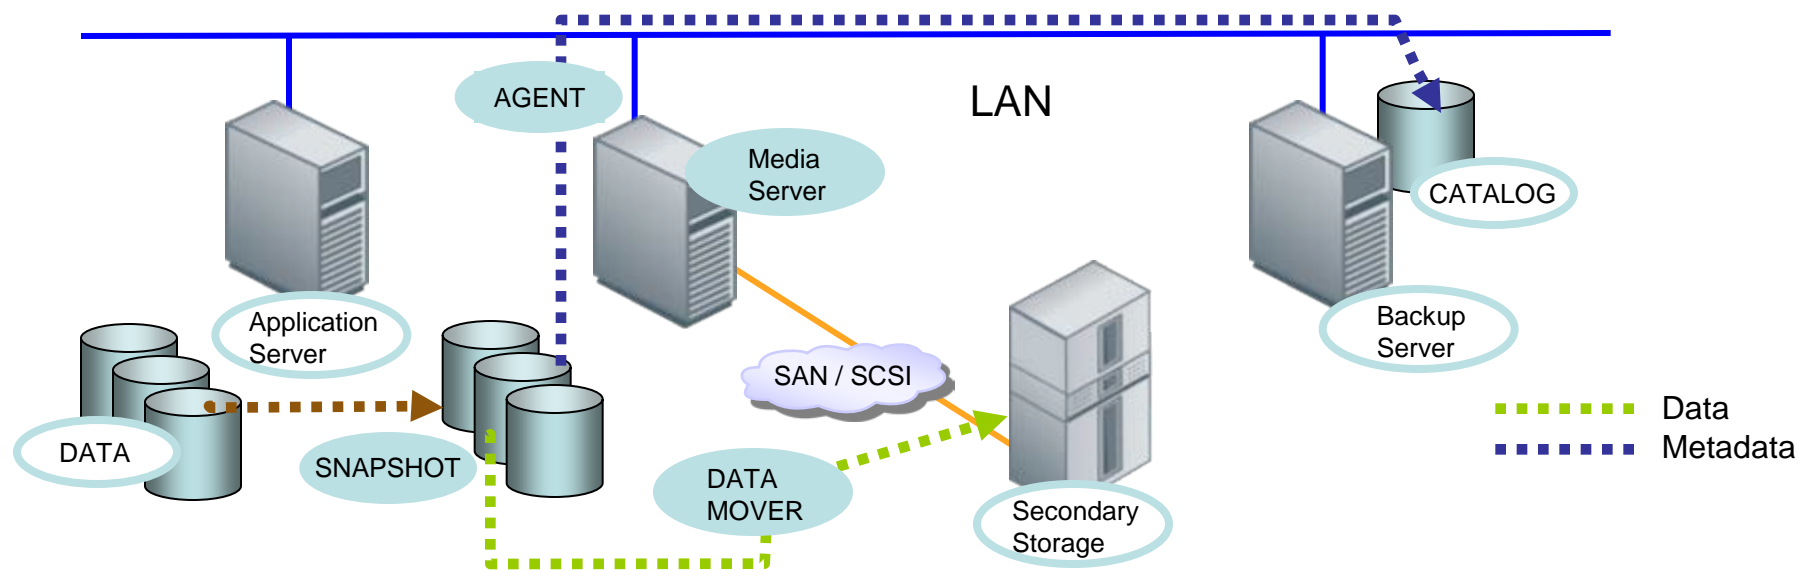 AGENT
LAN
Media
Server
CATALOG
Application
Server
Backup
Server
SAN / SCSI
DATA
SNAPSHOT
DATA
MOVER
Secondary
Storage
Data
Metadata